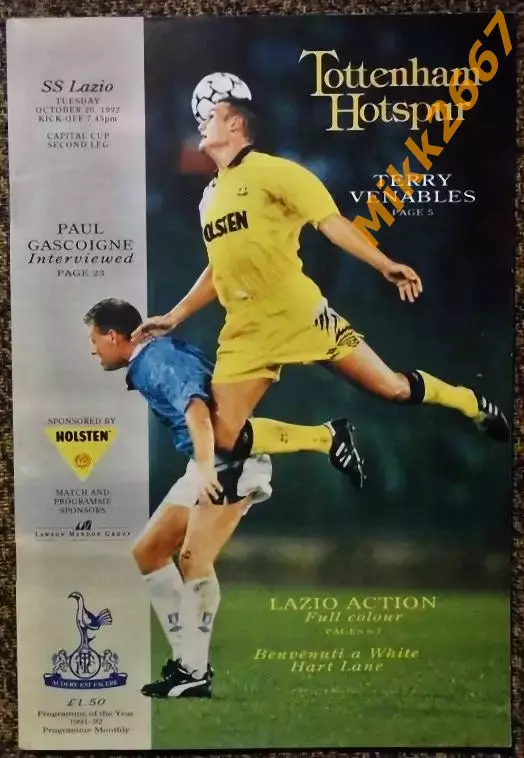 SS Lazio
TUESDAY
OCTOBER 20, 1992
KICK-OFF 7.45pm
CAPITAL CUP
SECOND LEG
Tottenham
Hotspur
TERRY
VENABLES
PAGE 5
PAUL
GASCOIGNE
Interviewed
PAGE 23
HOLSTEN
SPONSORED BY
HOLSTEN
MATCH AND
PROGRAMME
SPONSORS
LAWSON MARDON GROUP
LAZIO ACTION
Full colour
PAGES 6-7
Benvenuti a White
Hart Lane
AUDERE EST FACERE
£1.50
Programme of the Year
1991-92
Programme Monthly
Mikk2667